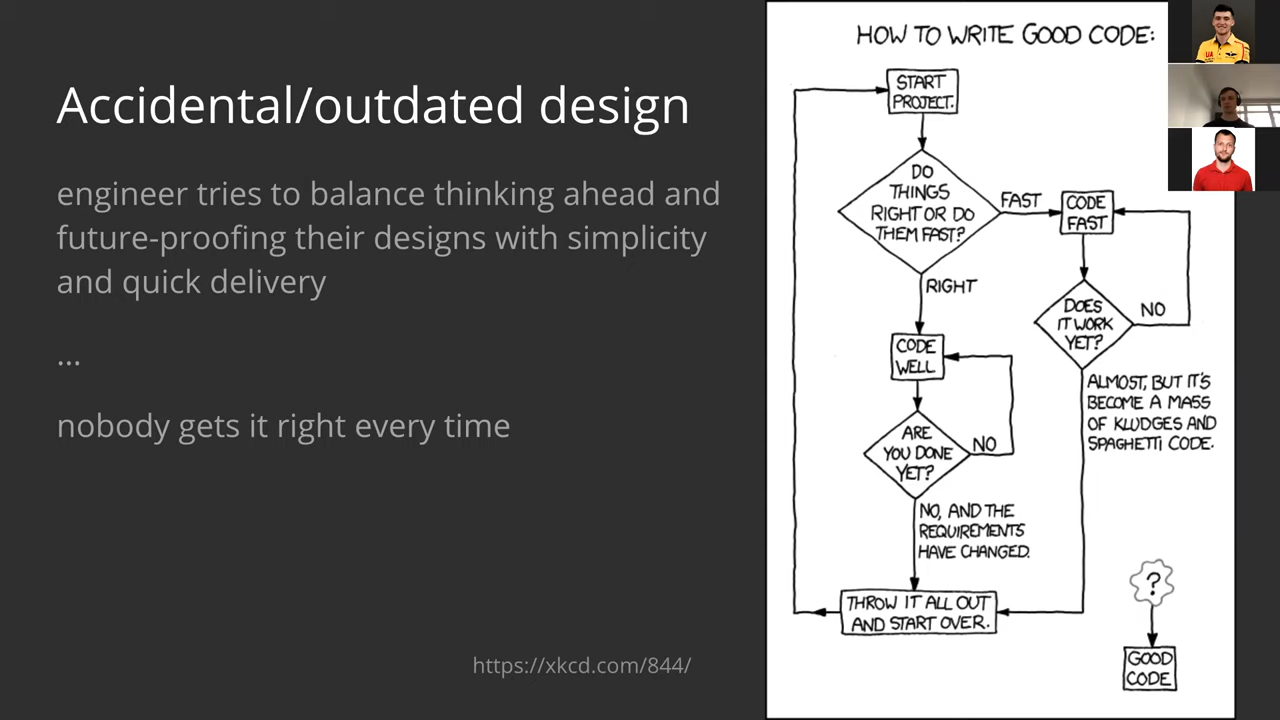 Accidental/outdated design
engineer tries to balance thinking ahead and
future-proofing their designs with simplicity
and quick delivery
...
nobody gets it right every time
https://xkcd.com/844/
HOW TO WRITE GOOD CODE:
START
PROJECT.
DO
THINGS
RIGHT OR DO
THEM FAST?
FAST
CODE
FAST
RIGHT
DOES
IT WORK
YET?
NO
CODE
WELL
ALMOST, BUT IT'S
BECOME A MASS
OF KLUDGES AND
SPAGHETTI CODE.
ARE
YOU DONE
YET?
NO
NO, AND THE
REQUIREMENTS
HAVE CHANGED.
THROW IT ALL OUT
AND START OVER.
?
GOOD
CODE
UA